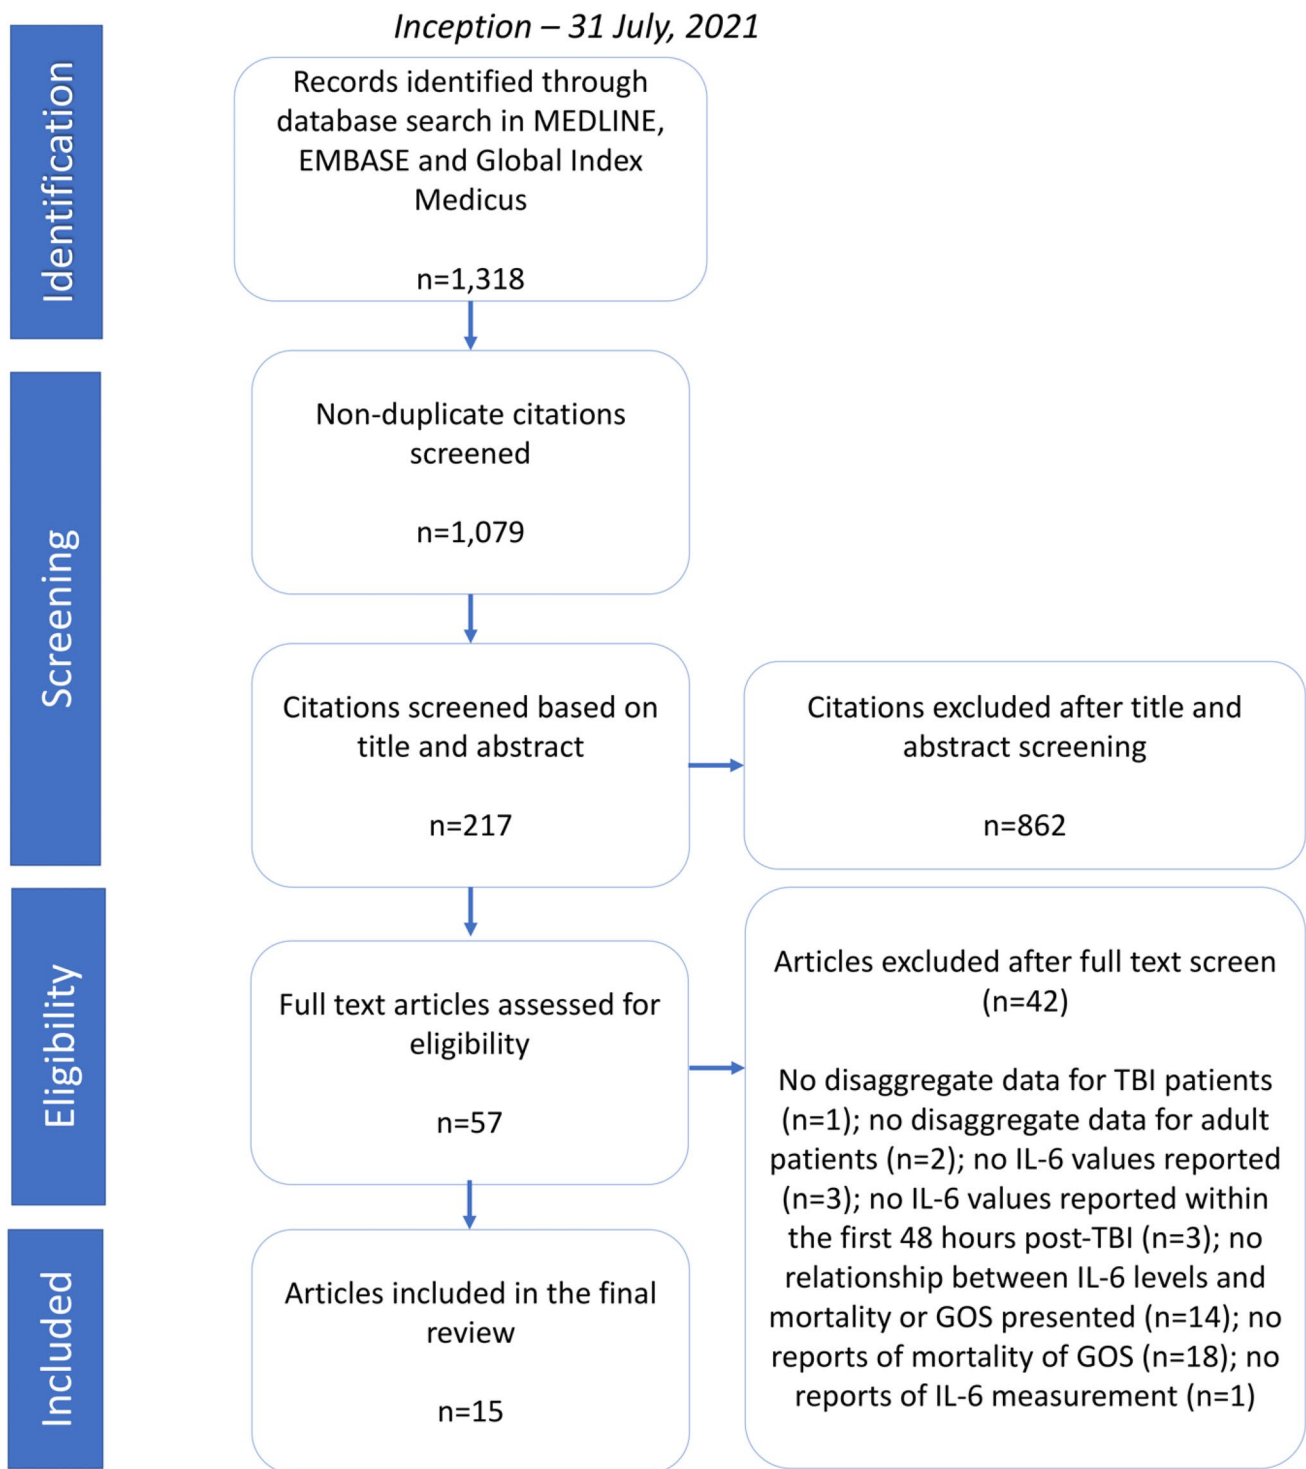 Inception – 31 July, 2021
Identification
Records identified through
database search in MEDLINE,
EMBASE and Global Index
Medicus
n=1,318
Screening
Non-duplicate citations
screened
n=1,079
Citations screened based on
title and abstract
n=217
Citations excluded after title and
abstract screening
n=862
Eligibility
Full text articles assessed for
eligibility
n=57
Articles excluded after full text screen
(n=42)
No disaggregate data for TBI patients
(n=1); no disaggregate data for adult
patients (n=2); no IL-6 values reported
(n=3); no IL-6 values reported within
the first 48 hours post-TBI (n=3); no
relationship between IL-6 levels and
mortality or GOS presented (n=14); no
reports of mortality of GOS (n=18); no
reports of IL-6 measurement (n=1)
Included
Articles included in the final
review
n=15